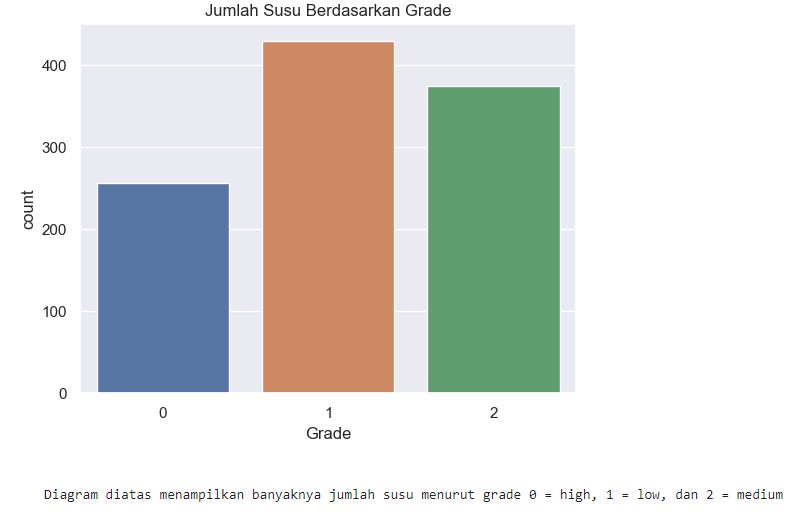 Jumlah Susu Berdasarkan Grade
400
300
200
100
0
count
0 1 2
Grade
Diagram diatas menampilkan banyaknya jumlah susu menurut grade 0 = high, 1 = low, dan 2 = medium